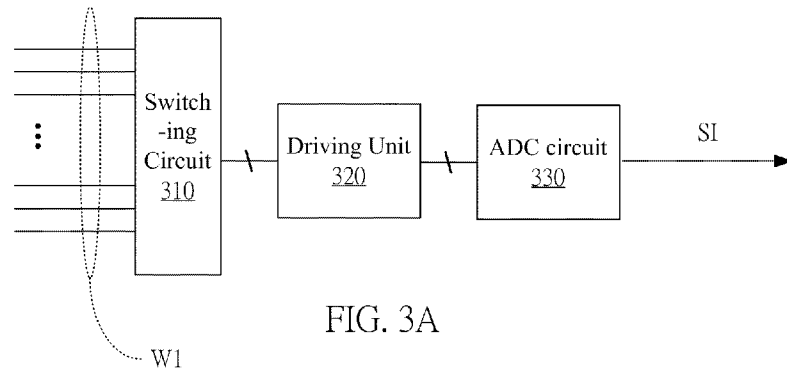 Switch
-ing
Circuit
310
Driving Unit
320
ADC circuit
330
SI
FIG. 3A
W1